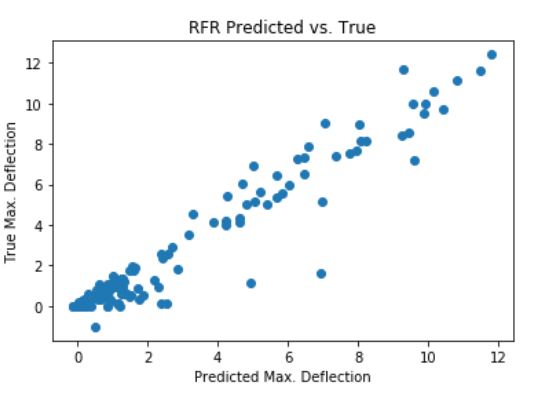 RFR Predicted vs. True
True Max. Deflection
12
10
8
6
4
2
0
0 2 4 6 8 10 12
Predicted Max. Deflection